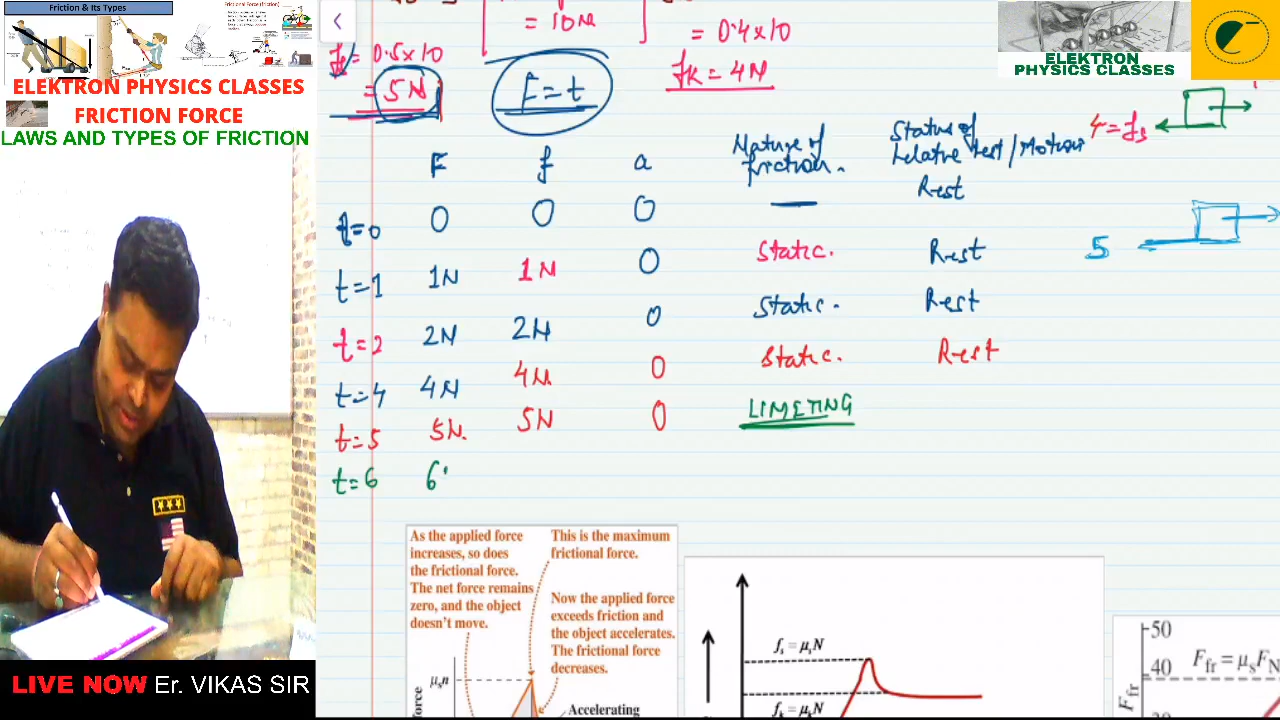 Friction & Its Types
Frictional Force (F)
ELEKTRON PHYSICS CLASSES
FRICTION FORCE
LAWS AND TYPES OF FRICTION
ELEKTRON
PHYSICS CLASSES
= 10N
= 0.4×10
= 0.5×10
fk = 4N
= 5N
F = t
4=fs
5
F f a Nature of friction. Status of Relative rest/Motion
t=0 0 0 0 — Rest
t=1 1N 1N 0 Static. Rest
t=2 2N 2N 0 Static. Rest
t=4 4N 4N 0 Static. Rest
t=5 5N. 5N 0 LIMETING
t=6 6
As the applied force
increases, so does
the frictional force.
The net force remains
zero, and the object
doesn't move.
This is the maximum
frictional force.
Now the applied force
exceeds friction and
the object accelerates.
The frictional force
decreases.
μsn
force
Accelerating
fs = μsN
fk = μkN
50
40
Ffr = μsFN
Ffr
LIVE NOW Er. VIKAS SIR